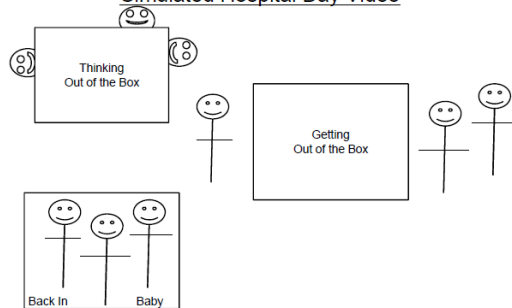 Simulated Hospital Day Video
Thinking
Out of the Box
Getting
Out of the Box
Back In
Baby